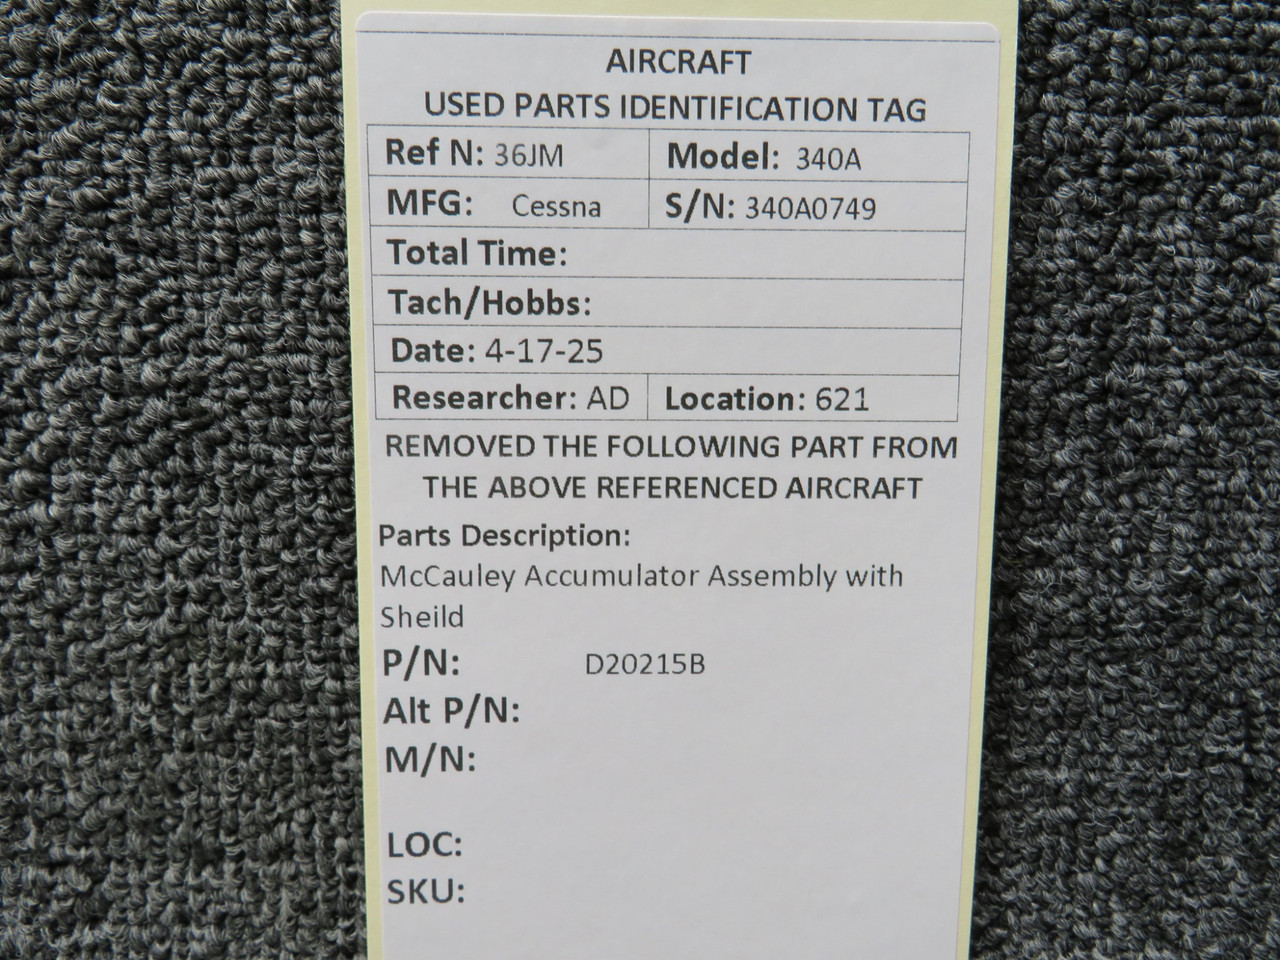 AIRCRAFT
USED PARTS IDENTIFICATION TAG
Ref N: 36JM Model: 340A
MFG: Cessna S/N: 340A0749
Total Time:
Tach/Hobbs:
Date: 4-17-25
Researcher: AD Location: 621
REMOVED THE FOLLOWING PART FROM
THE ABOVE REFERENCED AIRCRAFT
Parts Description:
McCauley Accumulator Assembly with
Sheild
P/N: D20215B
Alt P/N:
M/N:
LOC:
SKU: